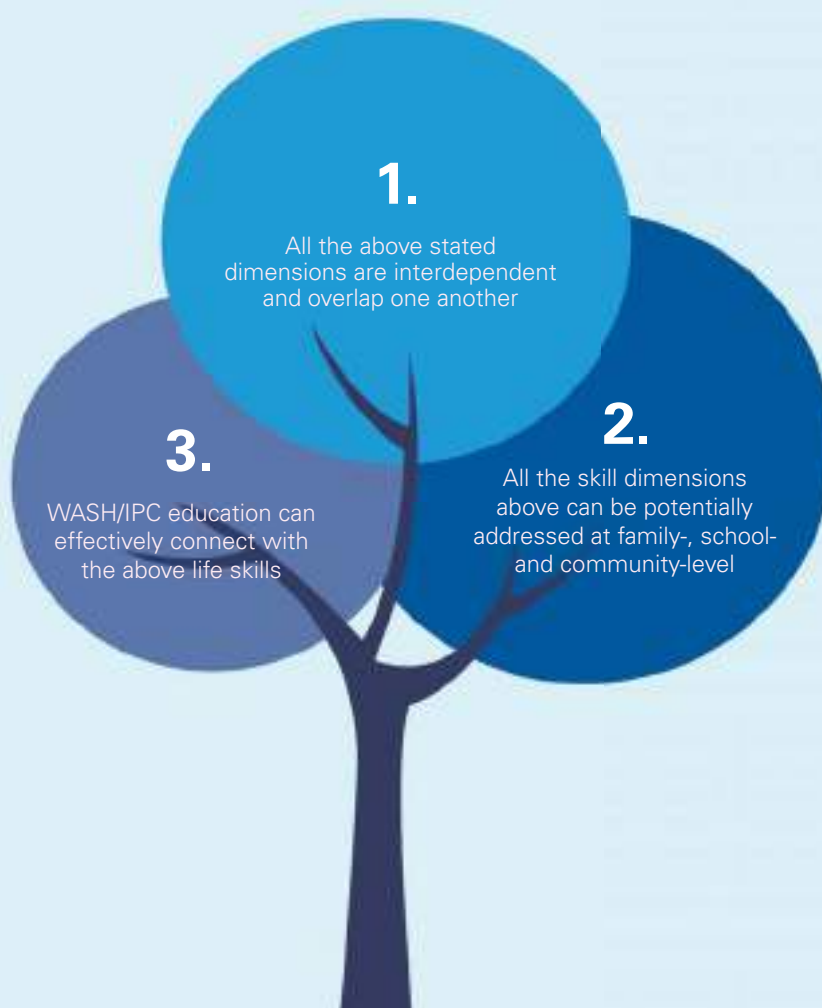 1.
All the above stated
dimensions are interdependent
and overlap one another
2.
All the skill dimensions
above can be potentially
addressed at family-, school-
and community-level
3.
WASH/IPC education can
effectively connect with
the above life skills